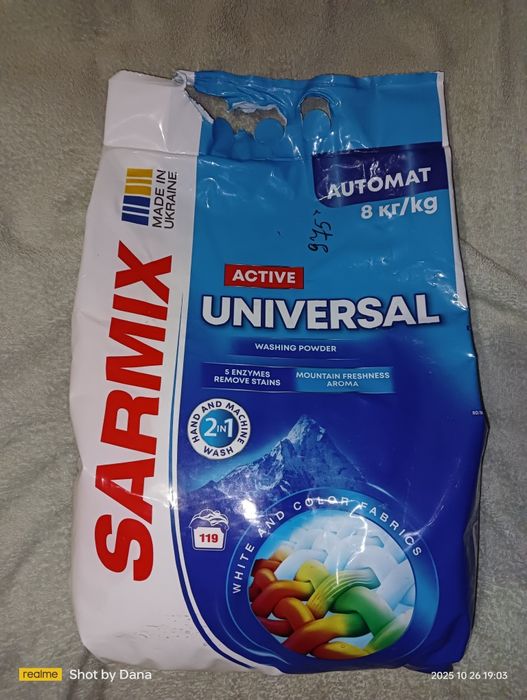 AUTOMAT
8 кг/kg
MADE IN
UKRAINE
975
SARMIX
ACTIVE
UNIVERSAL
WASHING POWDER
5 ENZYMES
REMOVE STAINS
MOUNTAIN FRESHNESS
AROMA
HAND AND MACHINE
2 IN 1
WASH
119
WHITE AND COLOR FABRICS
realme
Shot by Dana
2025 10 26 19:03